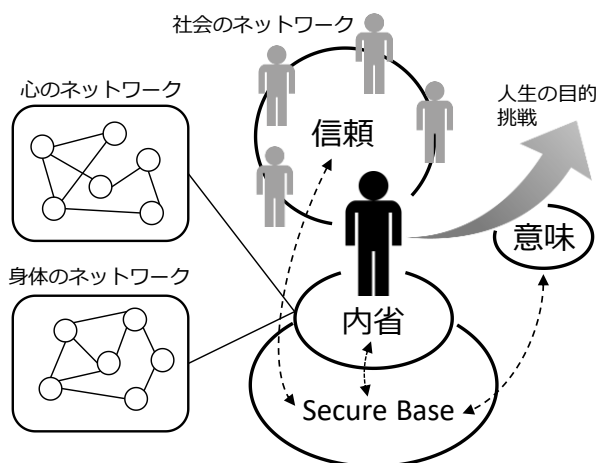 社会のネットワーク
心のネットワーク
人生の目的
挑戦
信頼
意味
身体のネットワーク
内省
Secure Base